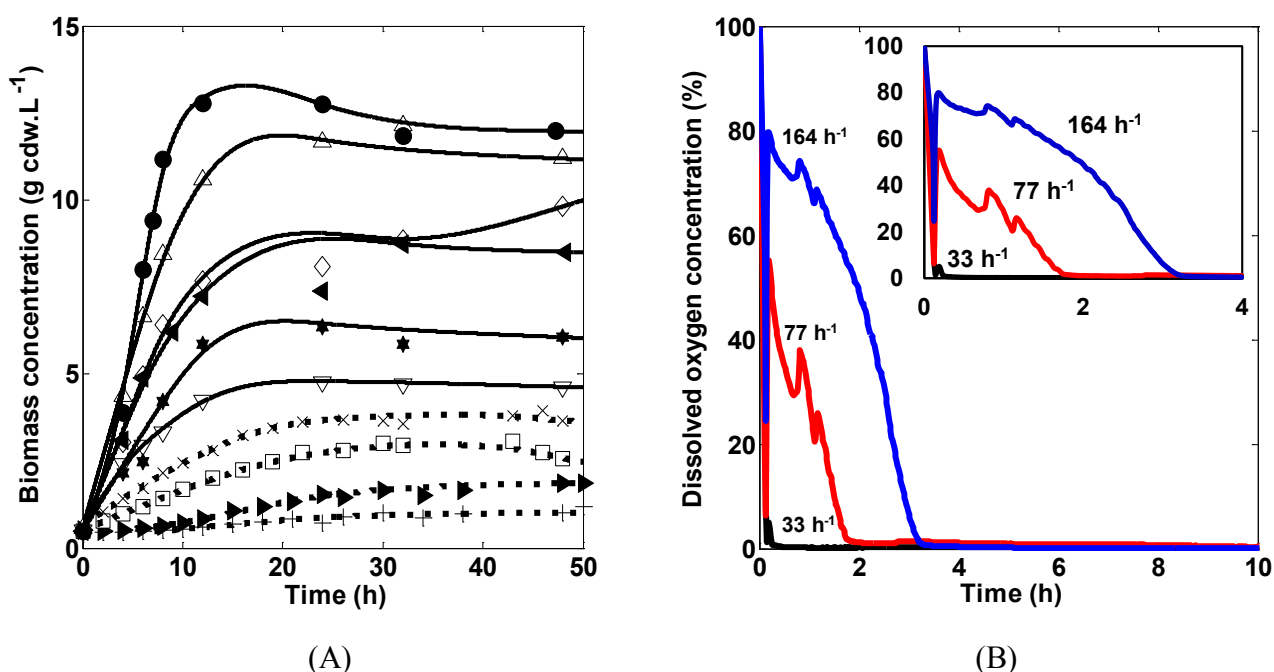 15
10
5
0
0
10
20
30
40
50
Biomass concentration (g cdw.L⁻¹)
Time (h)
(A)
100
80
60
40
20
0
0
2
4
6
8
10
Dissolved oxygen concentration (%)
Time (h)
164 h⁻¹
77 h⁻¹
33 h⁻¹
100
80
60
40
20
0
0
2
4
164 h⁻¹
77 h⁻¹
33 h⁻¹
(B)